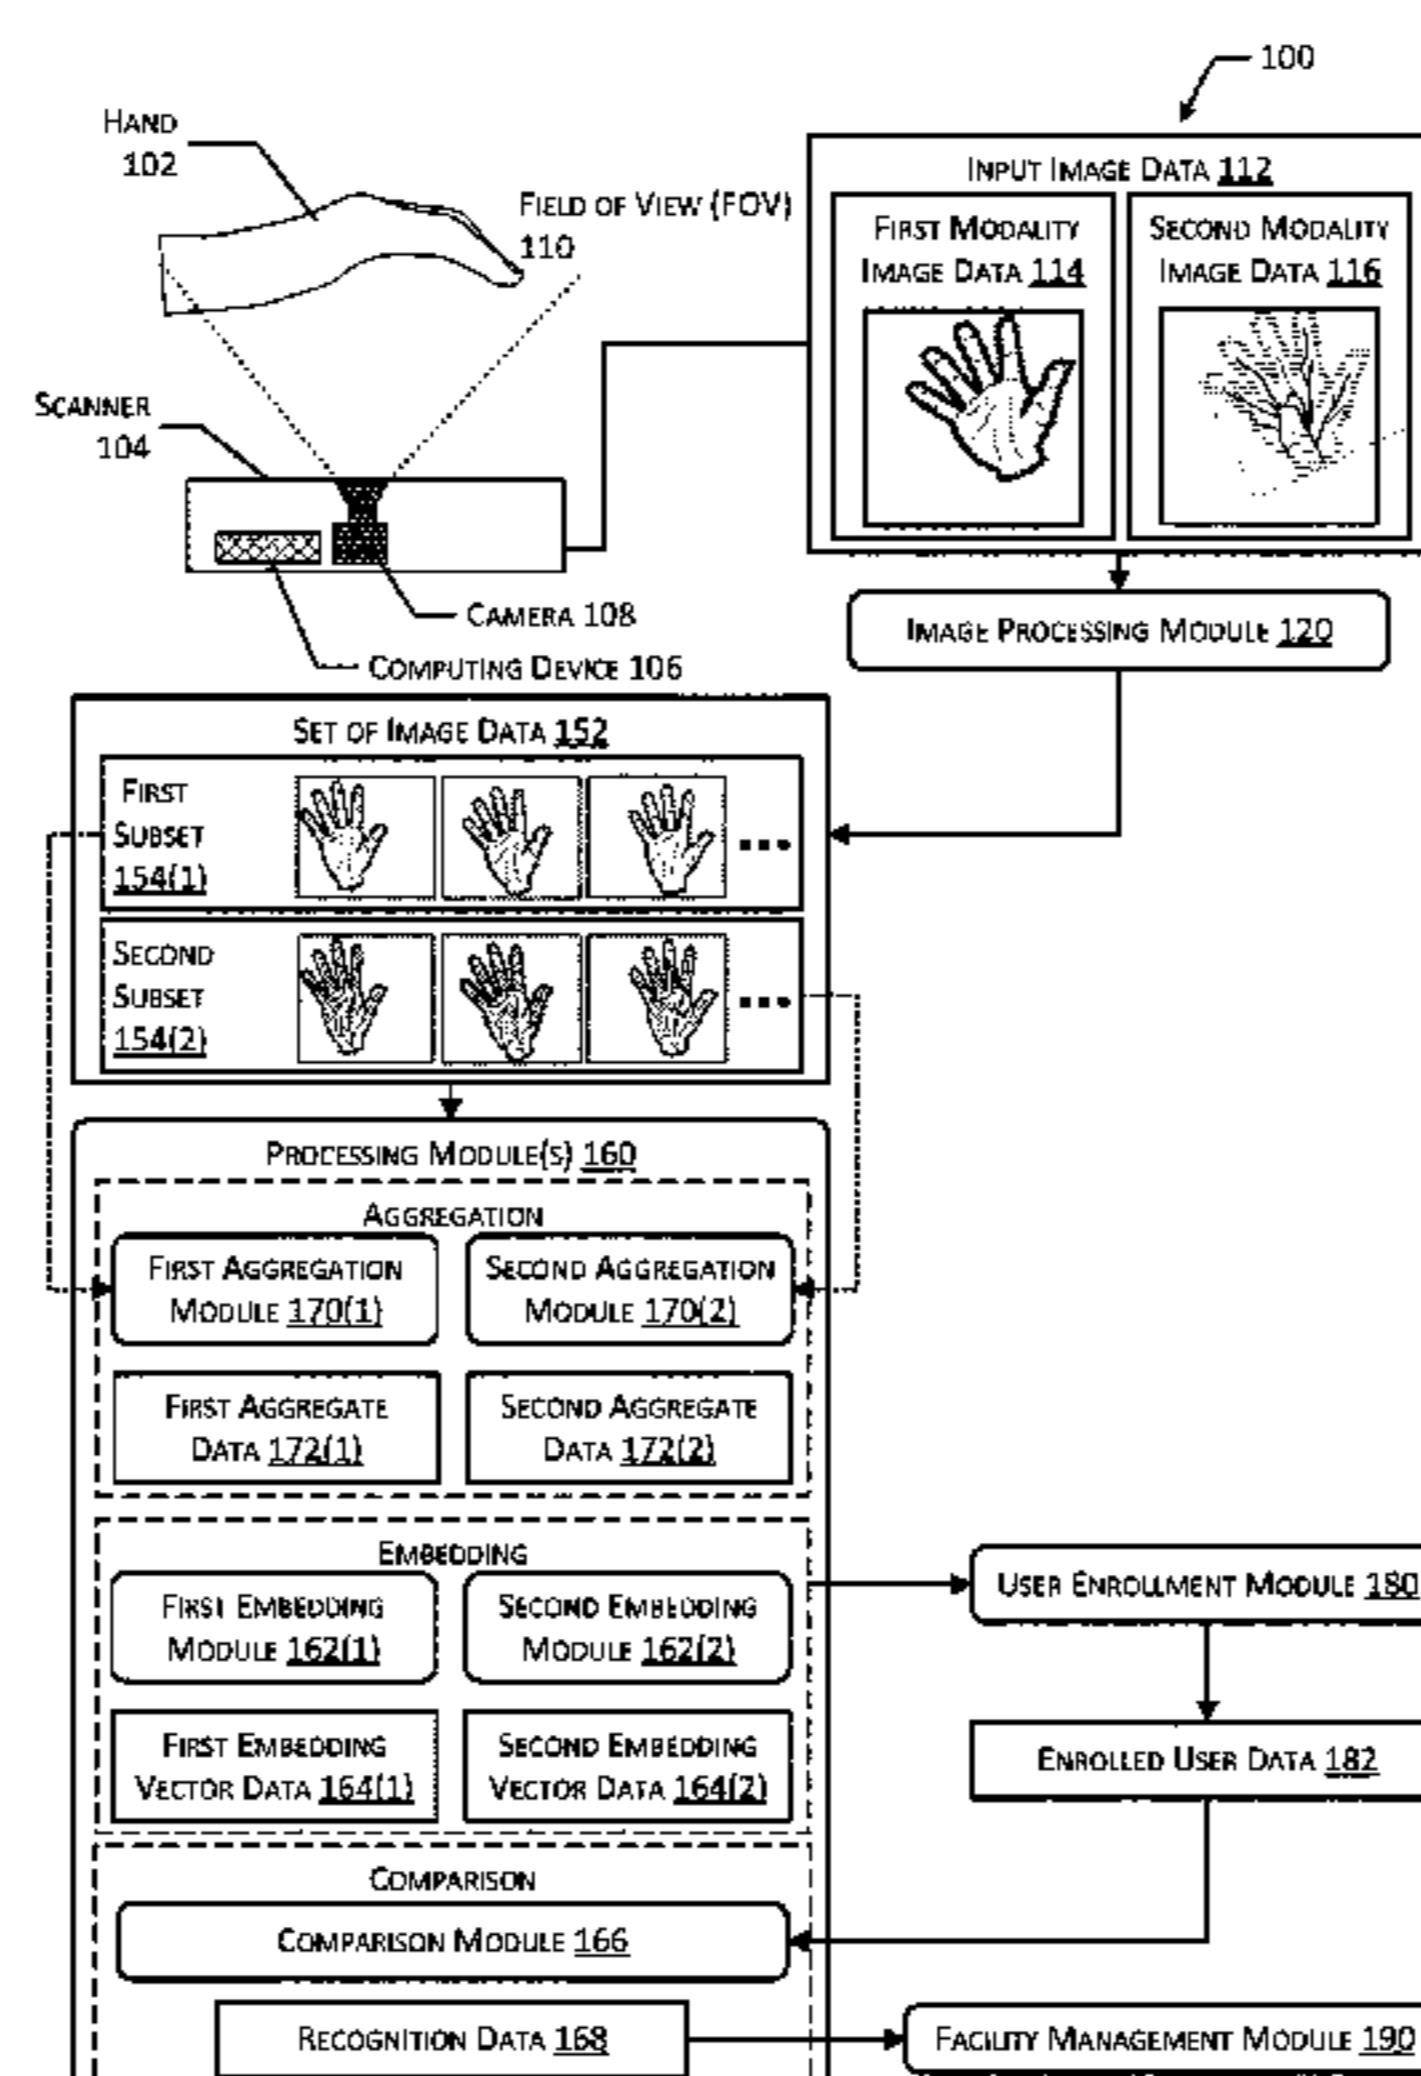 100
HAND
102
FIELD OF VIEW (FOV)
110
SCANNER
104
CAMERA 108
COMPUTING DEVICE 106
INPUT IMAGE DATA 112
FIRST MODALITY
IMAGE DATA 114
SECOND MODALITY
IMAGE DATA 116
IMAGE PROCESSING MODULE 120
SET OF IMAGE DATA 152
FIRST
SUBSET
154(1)
SECOND
SUBSET
154(2)
PROCESSING MODULE(S) 160
AGGREGATION
FIRST AGGREGATION
MODULE 170(1)
SECOND AGGREGATION
MODULE 170(2)
FIRST AGGREGATE
DATA 172(1)
SECOND AGGREGATE
DATA 172(2)
EMBEDDING
FIRST EMBEDDING
MODULE 162(1)
SECOND EMBEDDING
MODULE 162(2)
FIRST EMBEDDING
VECTOR DATA 164(1)
SECOND EMBEDDING
VECTOR DATA 164(2)
USER ENROLLMENT MODULE 180
ENROLLED USER DATA 182
COMPARISON
COMPARISON MODULE 166
RECOGNITION DATA 168
FACILITY MANAGEMENT MODULE 190